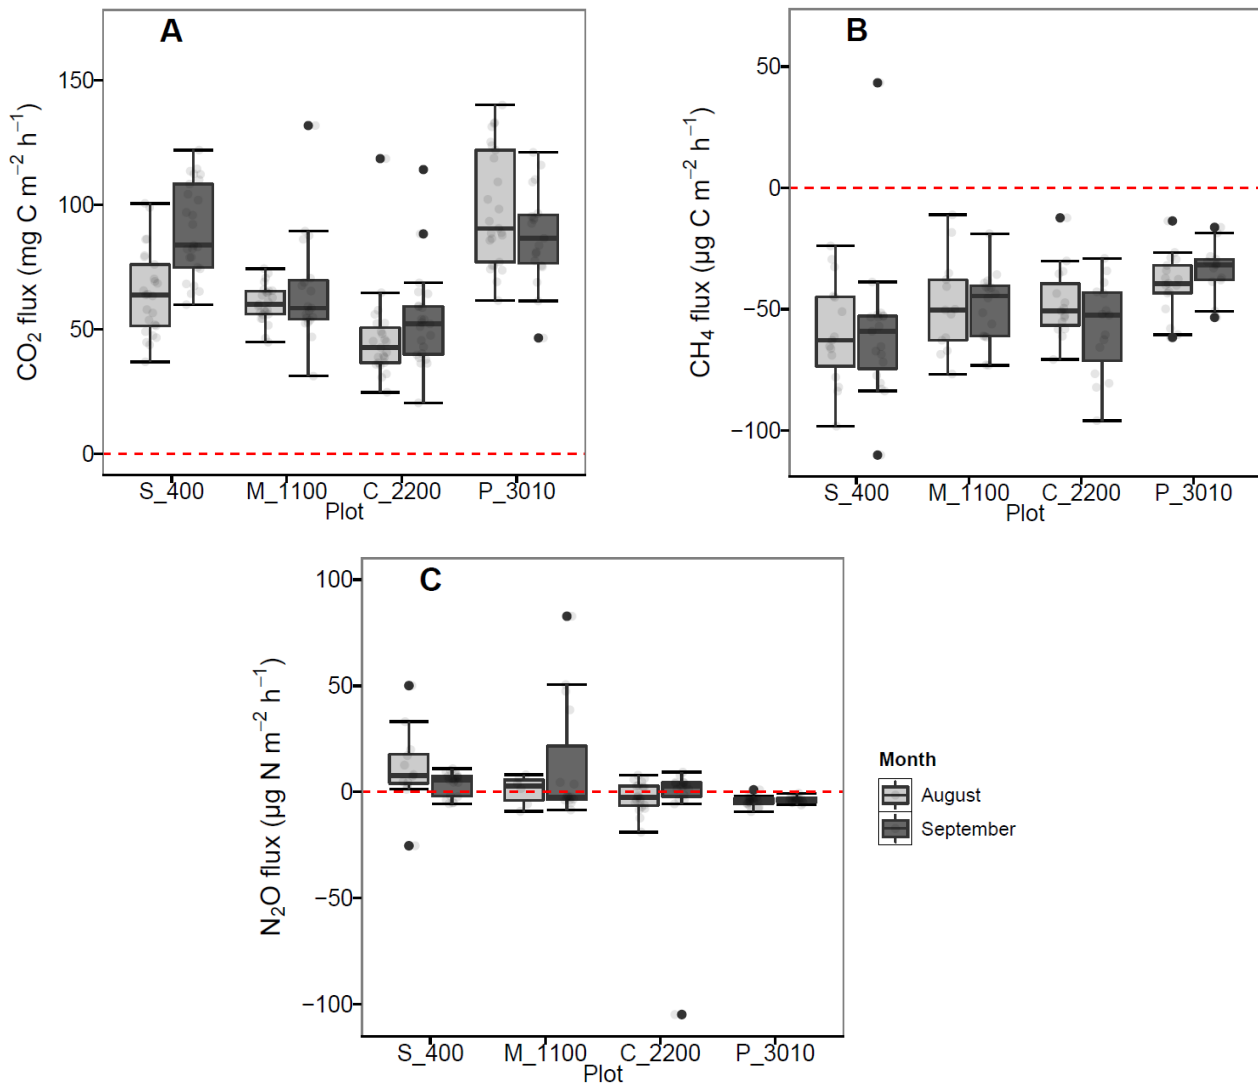 A
CO₂ flux (mg C m⁻² h⁻¹)
150
100
50
0
S_400 M_1100 C_2200 P_3010
Plot
B
CH₄ flux (µg C m⁻² h⁻¹)
50
0
−50
−100
S_400 M_1100 C_2200 P_3010
Plot
C
N₂O flux (µg N m⁻² h⁻¹)
100
50
0
−50
−100
S_400 M_1100 C_2200 P_3010
Plot
Month
August
September